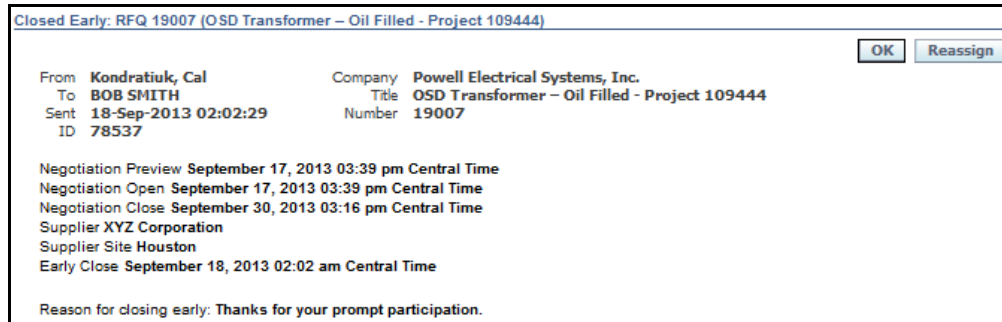 Closed Early: RFQ 19007 (OSD Transformer – Oil Filled - Project 109444)
OK Reassign
From Kondratiuk, Cal Company Powell Electrical Systems, Inc.
To BOB SMITH Title OSD Transformer – Oil Filled - Project 109444
Sent 18-Sep-2013 02:02:29 Number 19007
ID 78537
Negotiation Preview September 17, 2013 03:39 pm Central Time
Negotiation Open September 17, 2013 03:39 pm Central Time
Negotiation Close September 30, 2013 03:16 pm Central Time
Supplier XYZ Corporation
Supplier Site Houston
Early Close September 18, 2013 02:02 am Central Time
Reason for closing early: Thanks for your prompt participation.